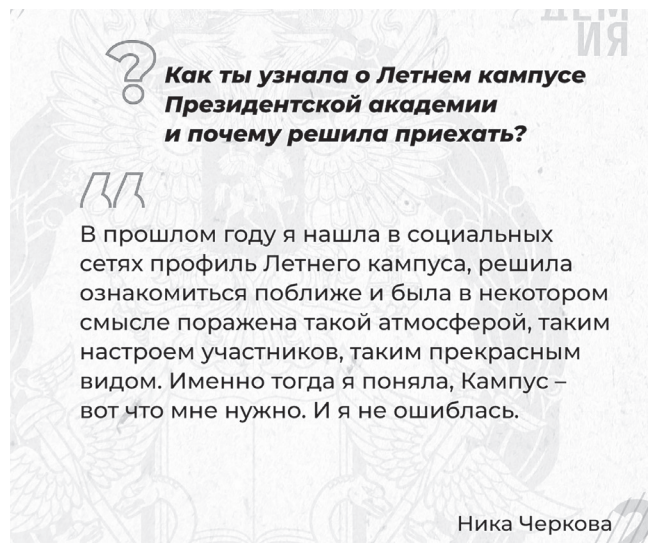 ДЕМ
ИЯ
Как ты узнала о Летнем кампусе
Президентской академии
и почему решила приехать?
В прошлом году я нашла в социальных
сетях профиль Летнего кампуса, решила
ознакомиться поближе и была в некотором
смысле поражена такой атмосферой, таким
настроем участников, таким прекрасным
видом. Именно тогда я поняла, Кампус –
вот что мне нужно. И я не ошиблась.
Ника Черкова